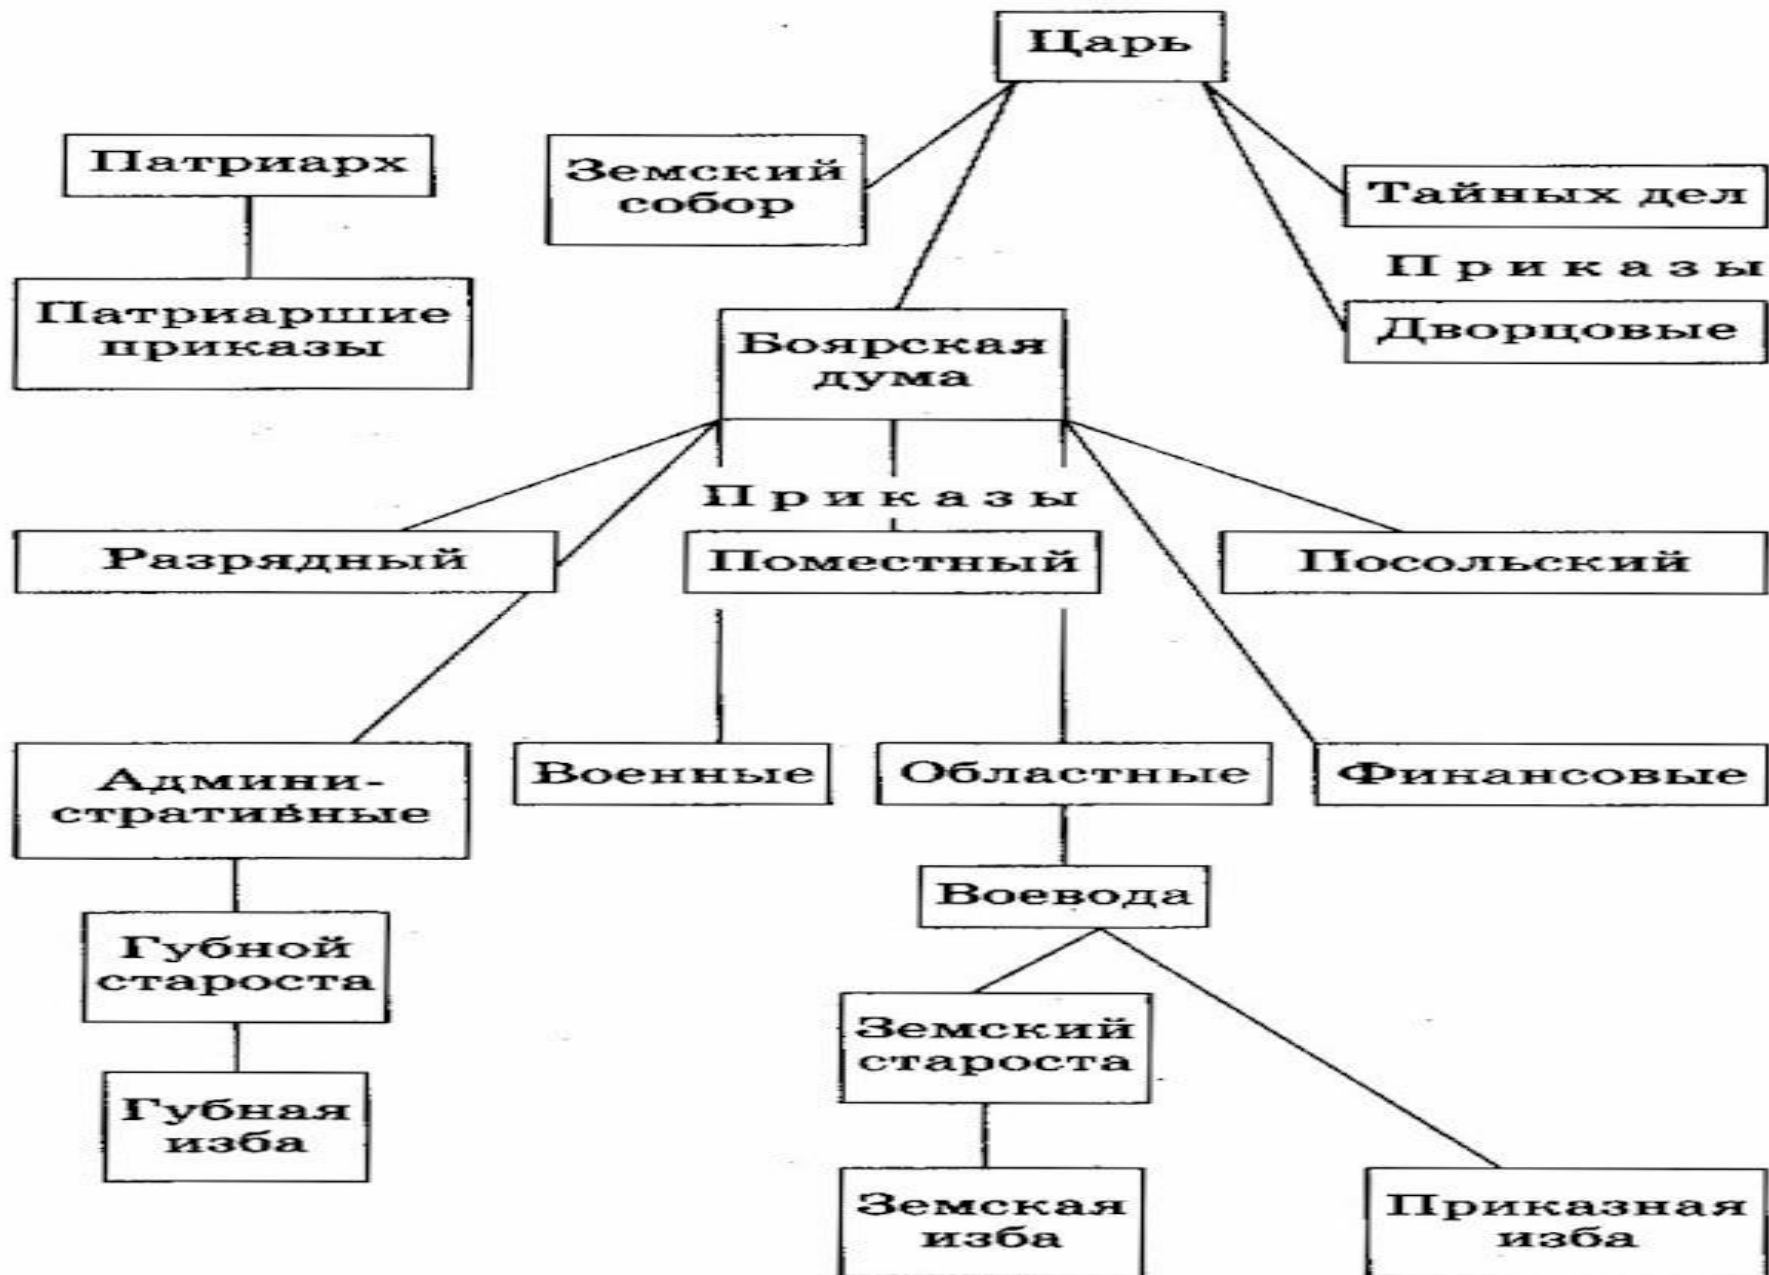 Царь
Патриарх
Земский
собор
Тайных дел
Приказы
Дворцовые
Патриаршие
приказы
Боярская
дума
Приказы
Разрядный
Поместный
Посольский
Админи-
стративные
Военные
Областные
Финансовые
Воевода
Губной
староста
Земский
староста
Губная
изба
Земская
изба
Приказная
изба